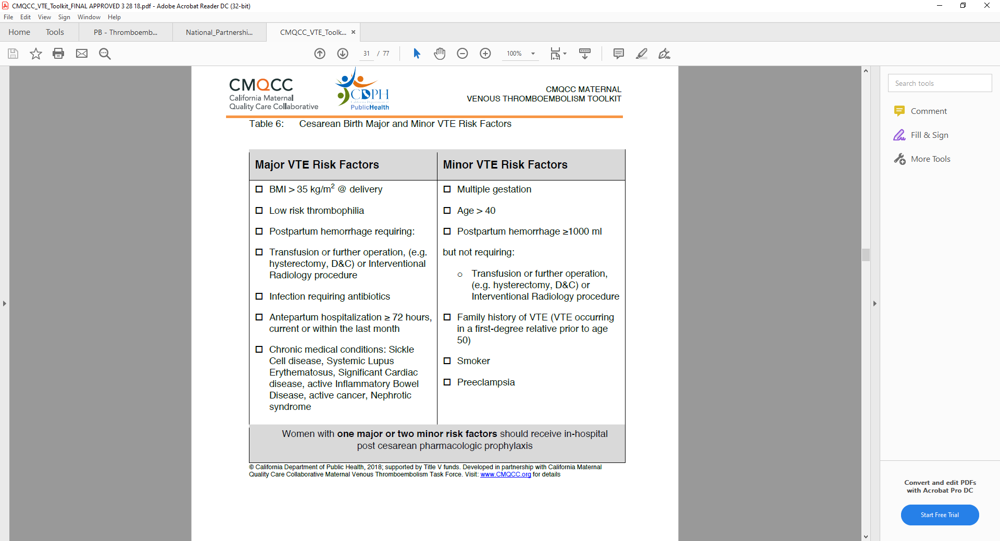 CMQCC_VTE_Toolkit_FINAL APPROVED 3 28 18.pdf - Adobe Acrobat Reader DC (32-bit)
File Edit View Sign Window Help
Home Tools PB - Thromboemb... National_Partnershi... CMQCC_VTE_Toolk...
31 / 77 100%
CMQCC
California Maternal
Quality Care Collaborative
CDPH
California Department of
PublicHealth
CMQCC MATERNAL
VENOUS THROMBOEMBOLISM TOOLKIT
Table 6: Cesarean Birth Major and Minor VTE Risk Factors
Major VTE Risk Factors
BMI > 35 kg/m² @ delivery
Low risk thrombophilia
Postpartum hemorrhage requiring:
Transfusion or further operation, (e.g.
hysterectomy, D&C) or Interventional
Radiology procedure
Infection requiring antibiotics
Antepartum hospitalization ≥ 72 hours,
current or within the last month
Chronic medical conditions: Sickle
Cell disease, Systemic Lupus
Erythematosus, Significant Cardiac
disease, active Inflammatory Bowel
Disease, active cancer, Nephrotic
syndrome
Minor VTE Risk Factors
Multiple gestation
Age > 40
Postpartum hemorrhage ≥1000 ml
but not requiring:
o Transfusion or further operation,
(e.g. hysterectomy, D&C) or
Interventional Radiology procedure
Family history of VTE (VTE occurring
in a first-degree relative prior to age
50)
Smoker
Preeclampsia
Women with one major or two minor risk factors should receive in-hospital
post cesarean pharmacologic prophylaxis
© California Department of Public Health, 2018; supported by Title V funds. Developed in partnership with California Maternal
Quality Care Collaborative Maternal Venous Thromboembolism Task Force. Visit: www.CMQCC.org for details
Search tools
Comment
Fill & Sign
More Tools
Convert and edit PDFs
with Acrobat Pro DC
Start Free Trial